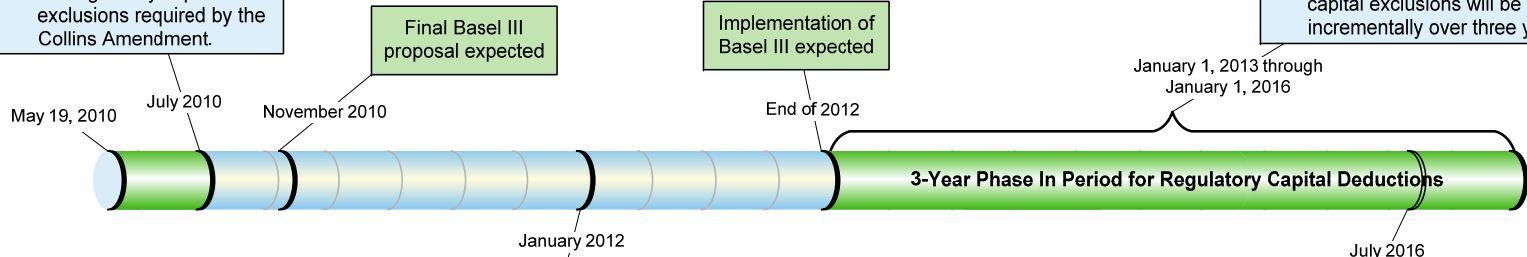 exclusions required by the
Collins Amendment.
Final Basel III
proposal expected
Implementation of
Basel III expected
capital exclusions will be
incrementally over three y
January 1, 2013 through
January 1, 2016
May 19, 2010
July 2010
November 2010
End of 2012
3-Year Phase In Period for Regulatory Capital Deductions
January 2012
July 2016